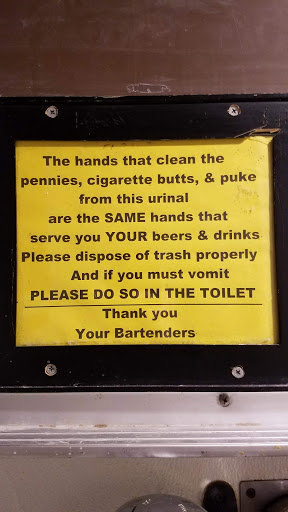 The hands that clean the
pennies, cigarette butts, & puke
from this urinal
are the SAME hands that
serve you YOUR beers & drinks
Please dispose of trash properly
And if you must vomit
PLEASE DO SO IN THE TOILET
Thank you
Your Bartenders